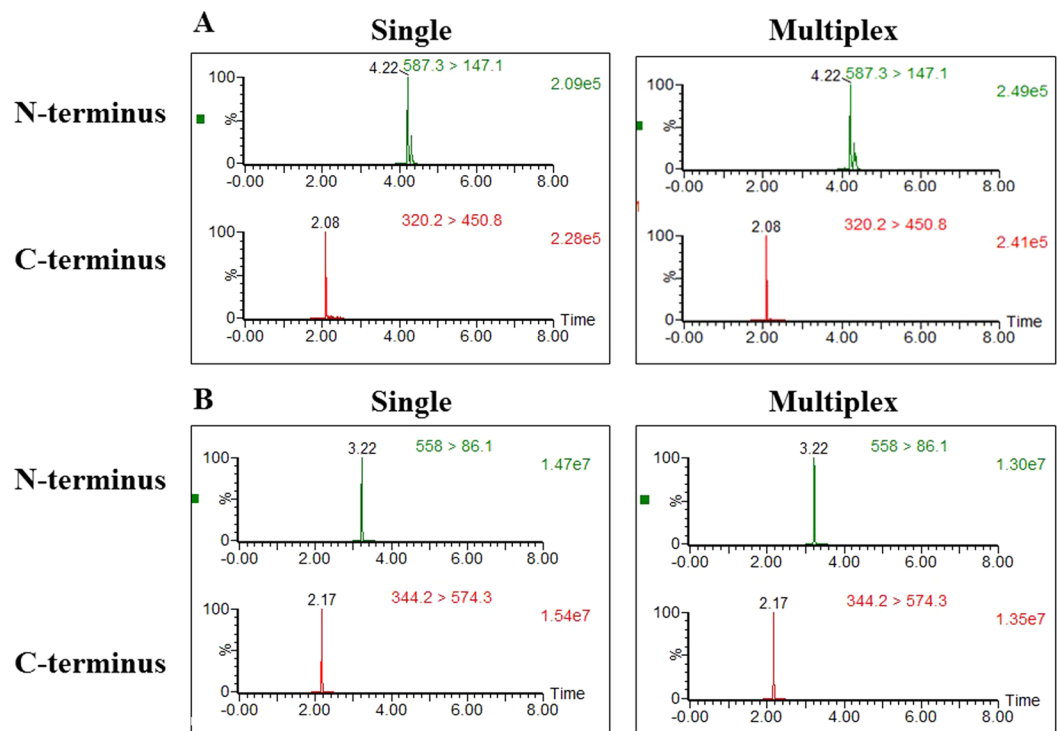 A
Single
Multiplex
N-terminus
100
%
0
4.22
587.3 > 147.1
2.09e5
-0.00 2.00 4.00 6.00 8.00
100
%
0
4.22
587.3 > 147.1
2.49e5
-0.00 2.00 4.00 6.00 8.00
C-terminus
100
%
0
2.08
320.2 > 450.8
2.28e5
Time
-0.00 2.00 4.00 6.00 8.00
100
%
0
2.08
320.2 > 450.8
2.41e5
Time
-0.00 2.00 4.00 6.00 8.00
B
Single
Multiplex
N-terminus
100
%
0
3.22
558 > 86.1
1.47e7
-0.00 2.00 4.00 6.00 8.00
100
%
0
3.22
558 > 86.1
1.30e7
-0.00 2.00 4.00 6.00 8.00
C-terminus
100
%
0
2.17
344.2 > 574.3
1.54e7
Time
-0.00 2.00 4.00 6.00 8.00
100
%
0
2.17
344.2 > 574.3
1.35e7
Time
-0.00 2.00 4.00 6.00 8.00